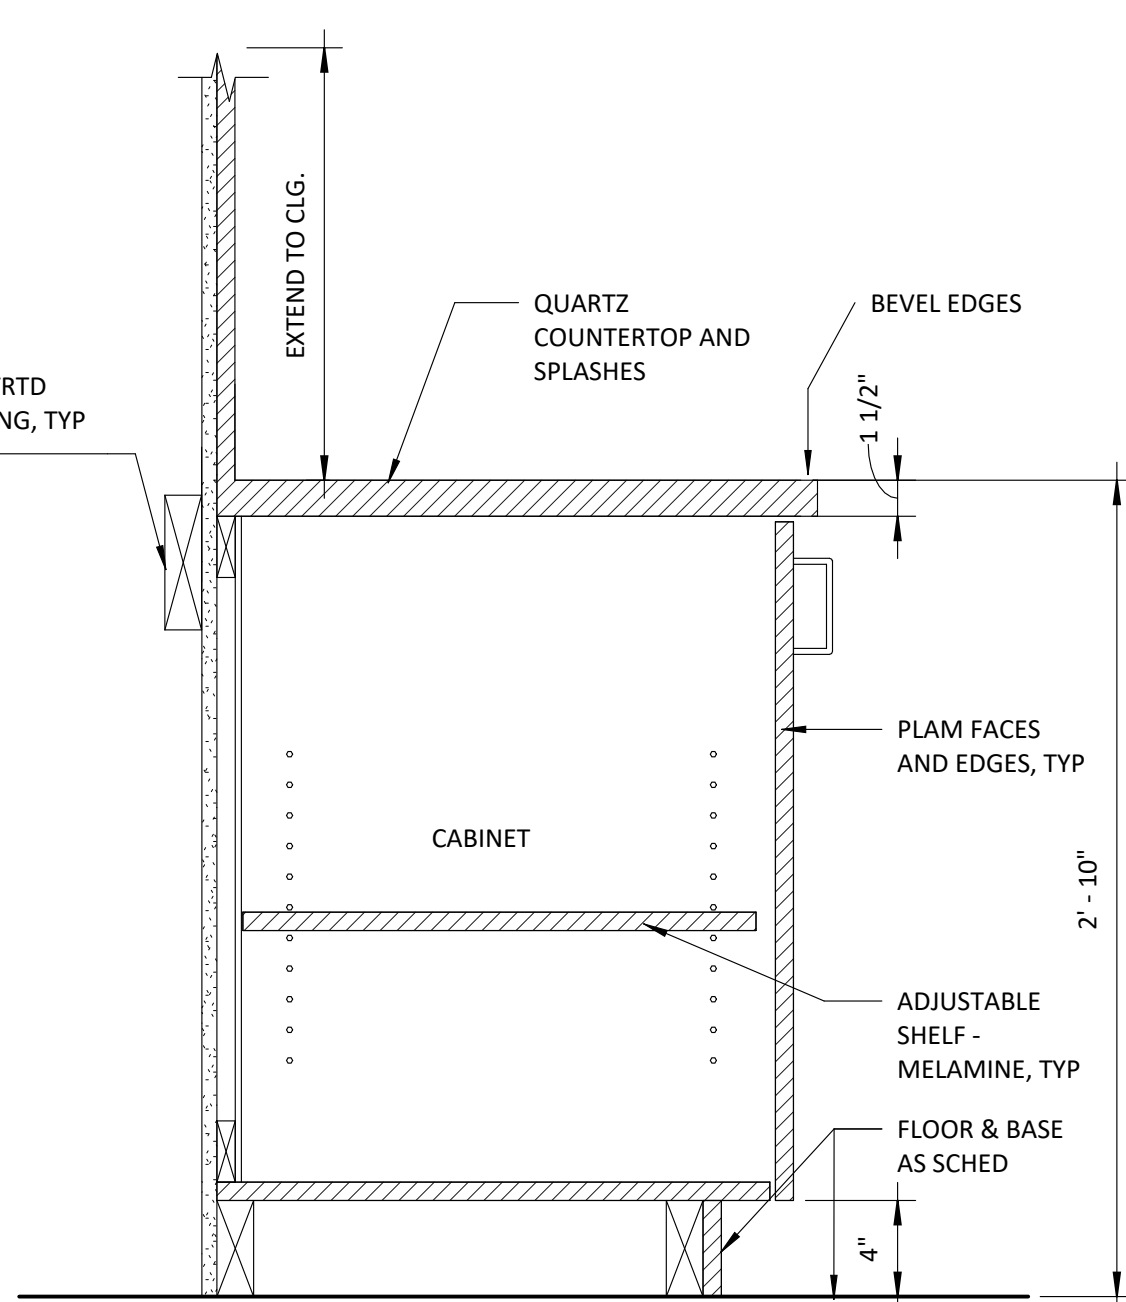 EXTEND TO CLG.
QUARTZ
COUNTERTOP AND
SPLASHES
BEVEL EDGES
1 1/2"
RTD
NG, TYP
PLAM FACES
AND EDGES, TYP
CABINET
2' - 10"
ADJUSTABLE
SHELF -
MELAMINE, TYP
FLOOR & BASE
AS SCHED
4"